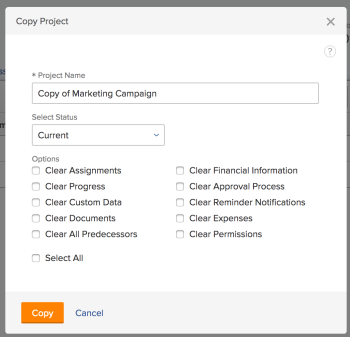 Copy Project
?
* Project Name
Copy of Marketing Campaign
Select Status
Current
Options
Clear Assignments
Clear Financial Information
Clear Progress
Clear Approval Process
Clear Custom Data
Clear Reminder Notifications
Clear Documents
Clear Expenses
Clear All Predecessors
Clear Permissions
Select All
Copy
Cancel